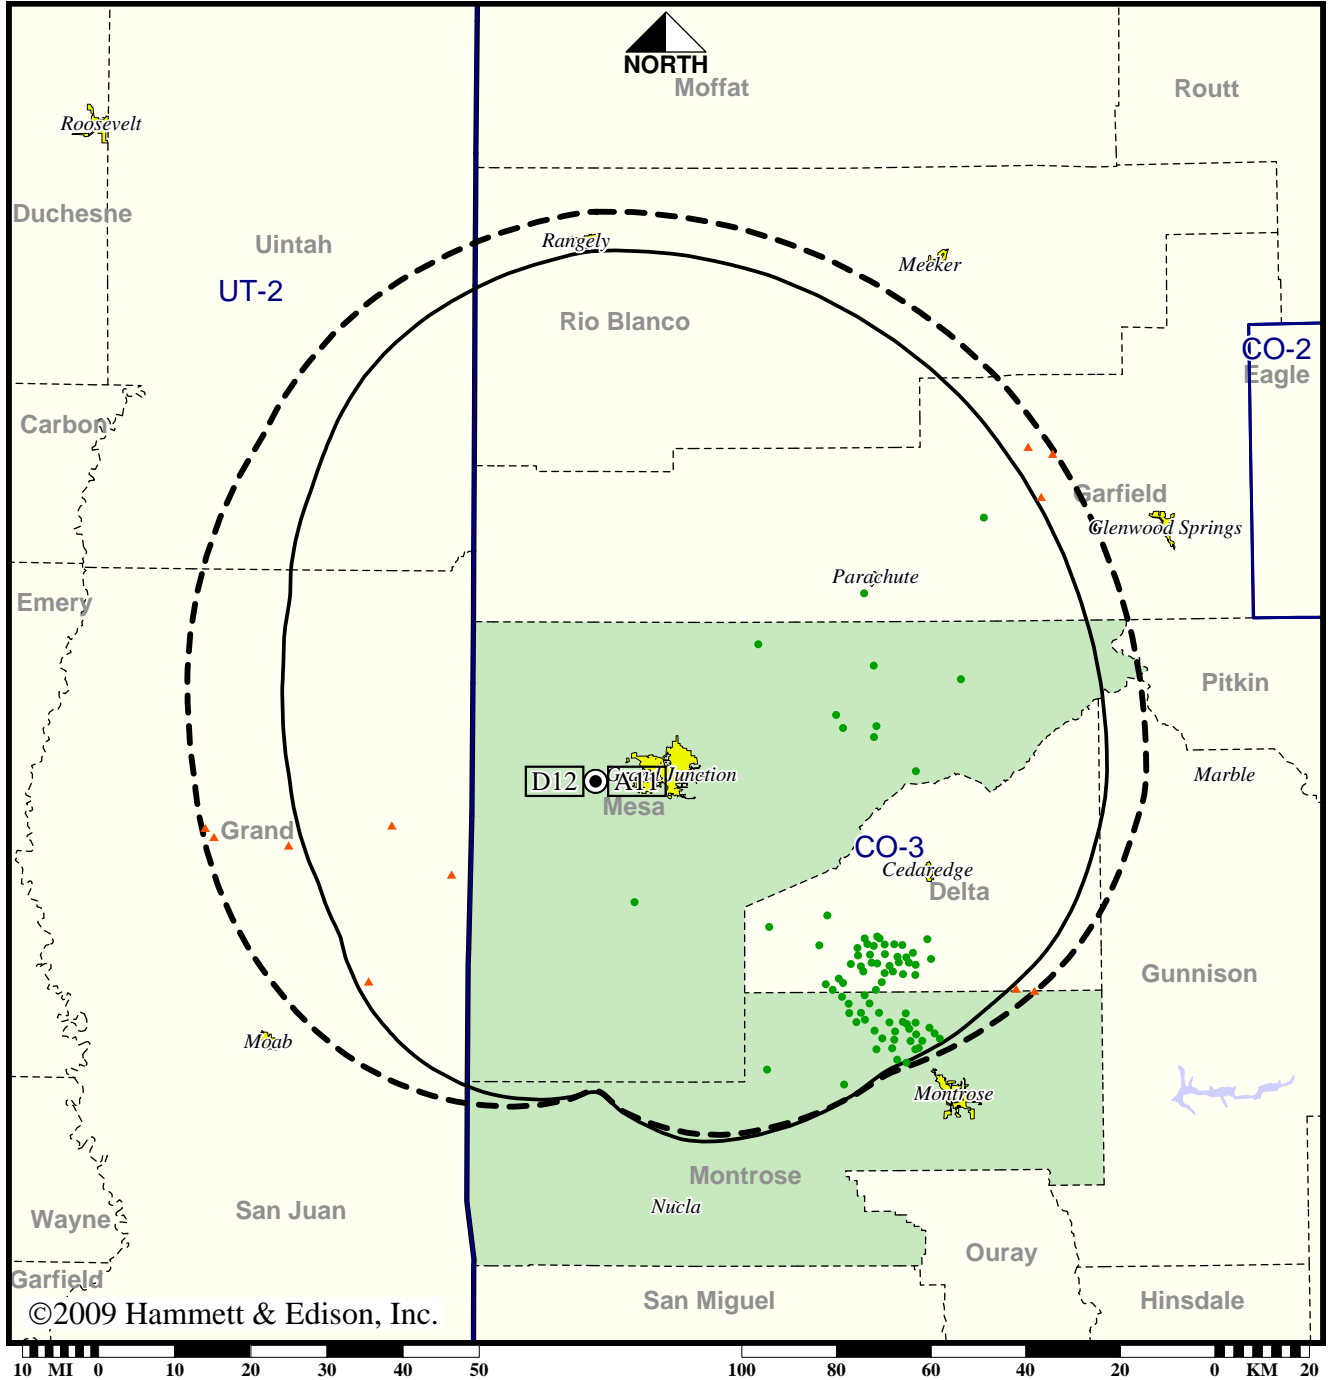 NORTH
Moffat
Routt
Roosevelt
Duchesne
Uintah
Rangely
Meeker
UT-2
Rio Blanco
CO-2
Eagle
Carbon
Garfield
Glenwood Springs
Parachute
Emery
Pitkin
D12
A11
Grand Junction
Marble
Mesa
Grand
CO-3
Cedaredge
Delta
Gunnison
Moab
Montrose
Montrose
Nucla
San Juan
Wayne
Ouray
Garfield
San Miguel
Hinsdale
©2009 Hammett & Edison, Inc.
10 MI 0 10 20 30 40 50 100 80 60 40 20 0 KM 20